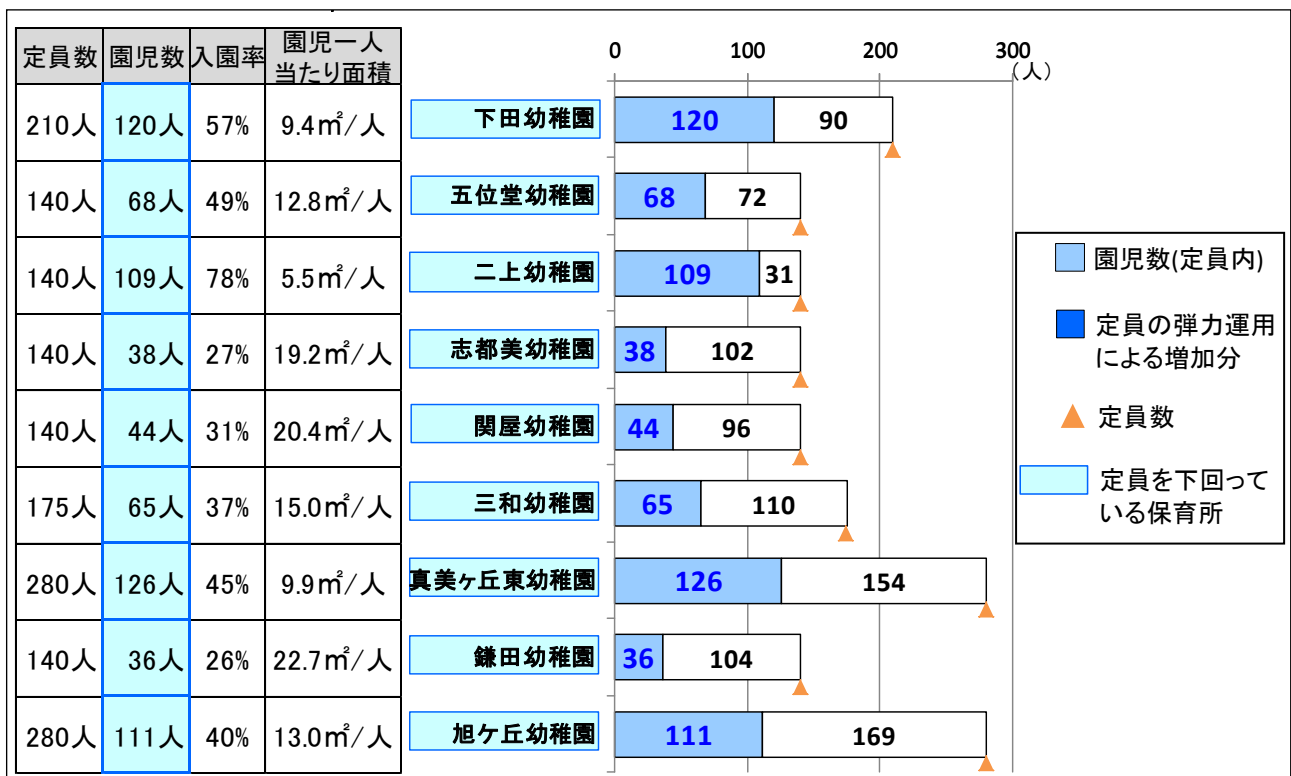 定員数 園児数 入園率 園児一人
当たり面積
0 100 200 300
(人)
210人 120人 57% 9.4㎡/人 下田幼稚園 120 90
140人 68人 49% 12.8㎡/人 五位堂幼稚園 68 72
140人 109人 78% 5.5㎡/人 二上幼稚園 109 31
140人 38人 27% 19.2㎡/人 志都美幼稚園 38 102
140人 44人 31% 20.4㎡/人 関屋幼稚園 44 96
175人 65人 37% 15.0㎡/人 三和幼稚園 65 110
280人 126人 45% 9.9㎡/人 真美ヶ丘東幼稚園 126 154
140人 36人 26% 22.7㎡/人 鎌田幼稚園 36 104
280人 111人 40% 13.0㎡/人 旭ケ丘幼稚園 111 169
園児数(定員内)
定員の弾力運用
による増加分
定員数
定員を下回って
いる保育所